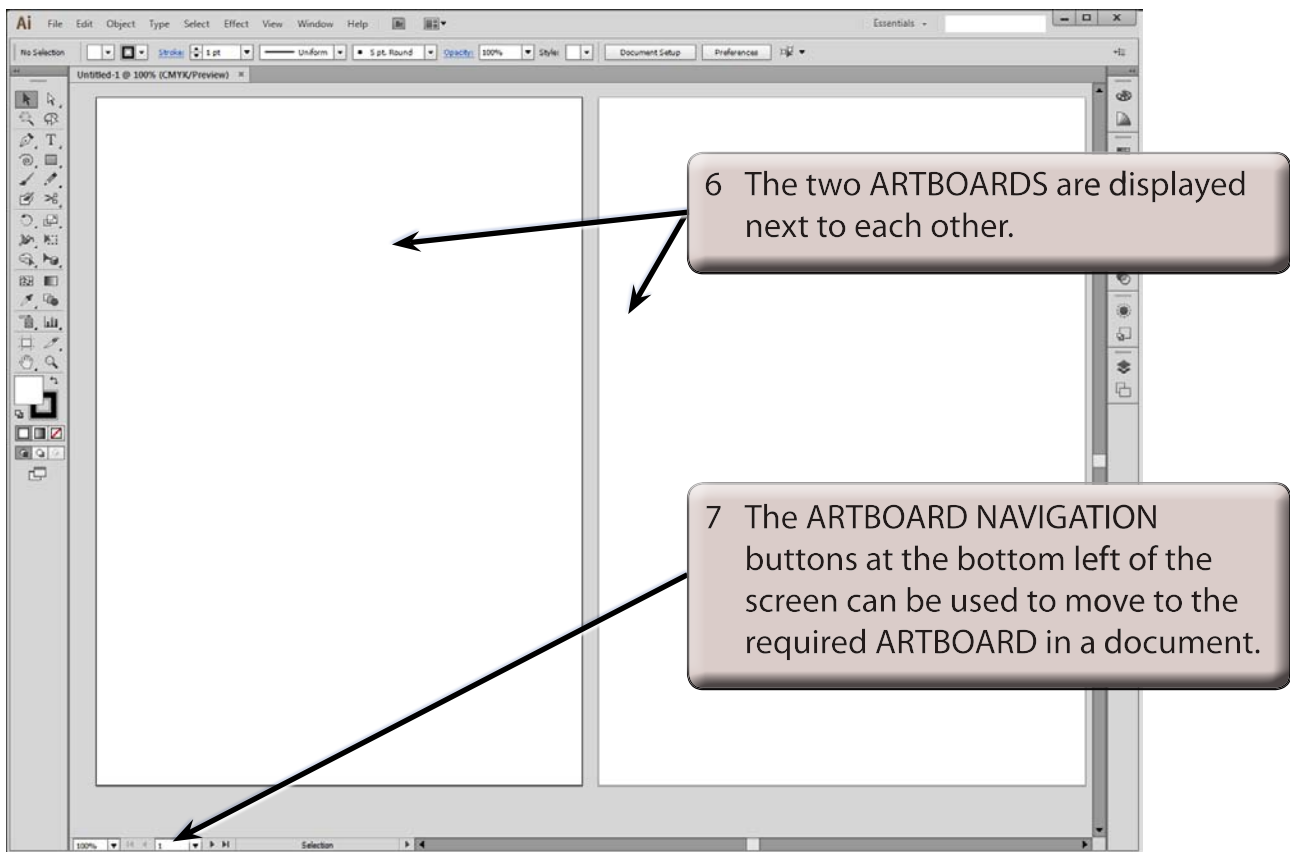 Ai File Edit Object Type Select Effect View Window Help Br Essentials
No Selection Stroke: 1 pt Uniform 5 pt. Round Opacity: 100% Style: Document Setup Preferences
Untitled-1 @ 100% (CMYK/Preview) ×
6 The two ARTBOARDS are displayed
next to each other.
7 The ARTBOARD NAVIGATION
buttons at the bottom left of the
screen can be used to move to the
required ARTBOARD in a document.
100% 1 Selection